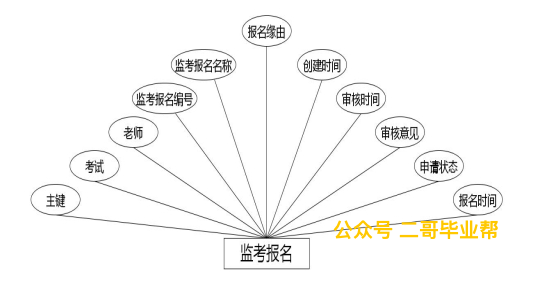 报名缘由
监考报名名称
创建时间
监考报名编号
审核时间
老师
审核意见
考试
申请状态
主键
报名时间
公众号 二哥毕业帮
监考报名